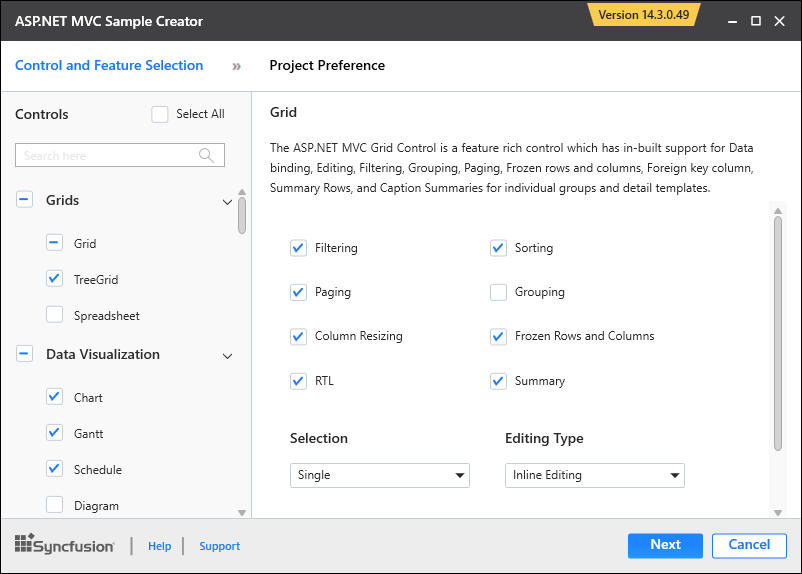 ASP.NET MVC Sample Creator
Version 14.3.0.49
Control and Feature Selection » Project Preference
Controls
Select All
Search here
Grids
Grid
TreeGrid
Spreadsheet
Data Visualization
Chart
Gantt
Schedule
Diagram
Grid
The ASP.NET MVC Grid Control is a feature rich control which has in-built support for Data
binding, Editing, Filtering, Grouping, Paging, Frozen rows and columns, Foreign key column,
Summary Rows, and Caption Summaries for individual groups and detail templates.
Filtering
Sorting
Paging
Grouping
Column Resizing
Frozen Rows and Columns
RTL
Summary
Selection
Editing Type
Single
Inline Editing
Syncfusion
Help
Support
Next
Cancel